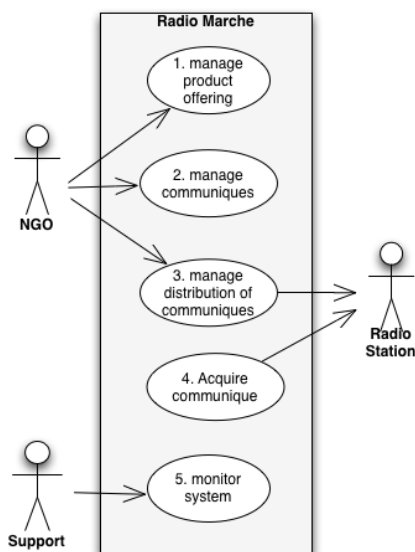 Radio Marche
1. manage
product
offering
NGO
2. manage
communiques
3. manage
distribution of
communiques
Radio
Station
4. Acquire
communique
5. monitor
system
Support